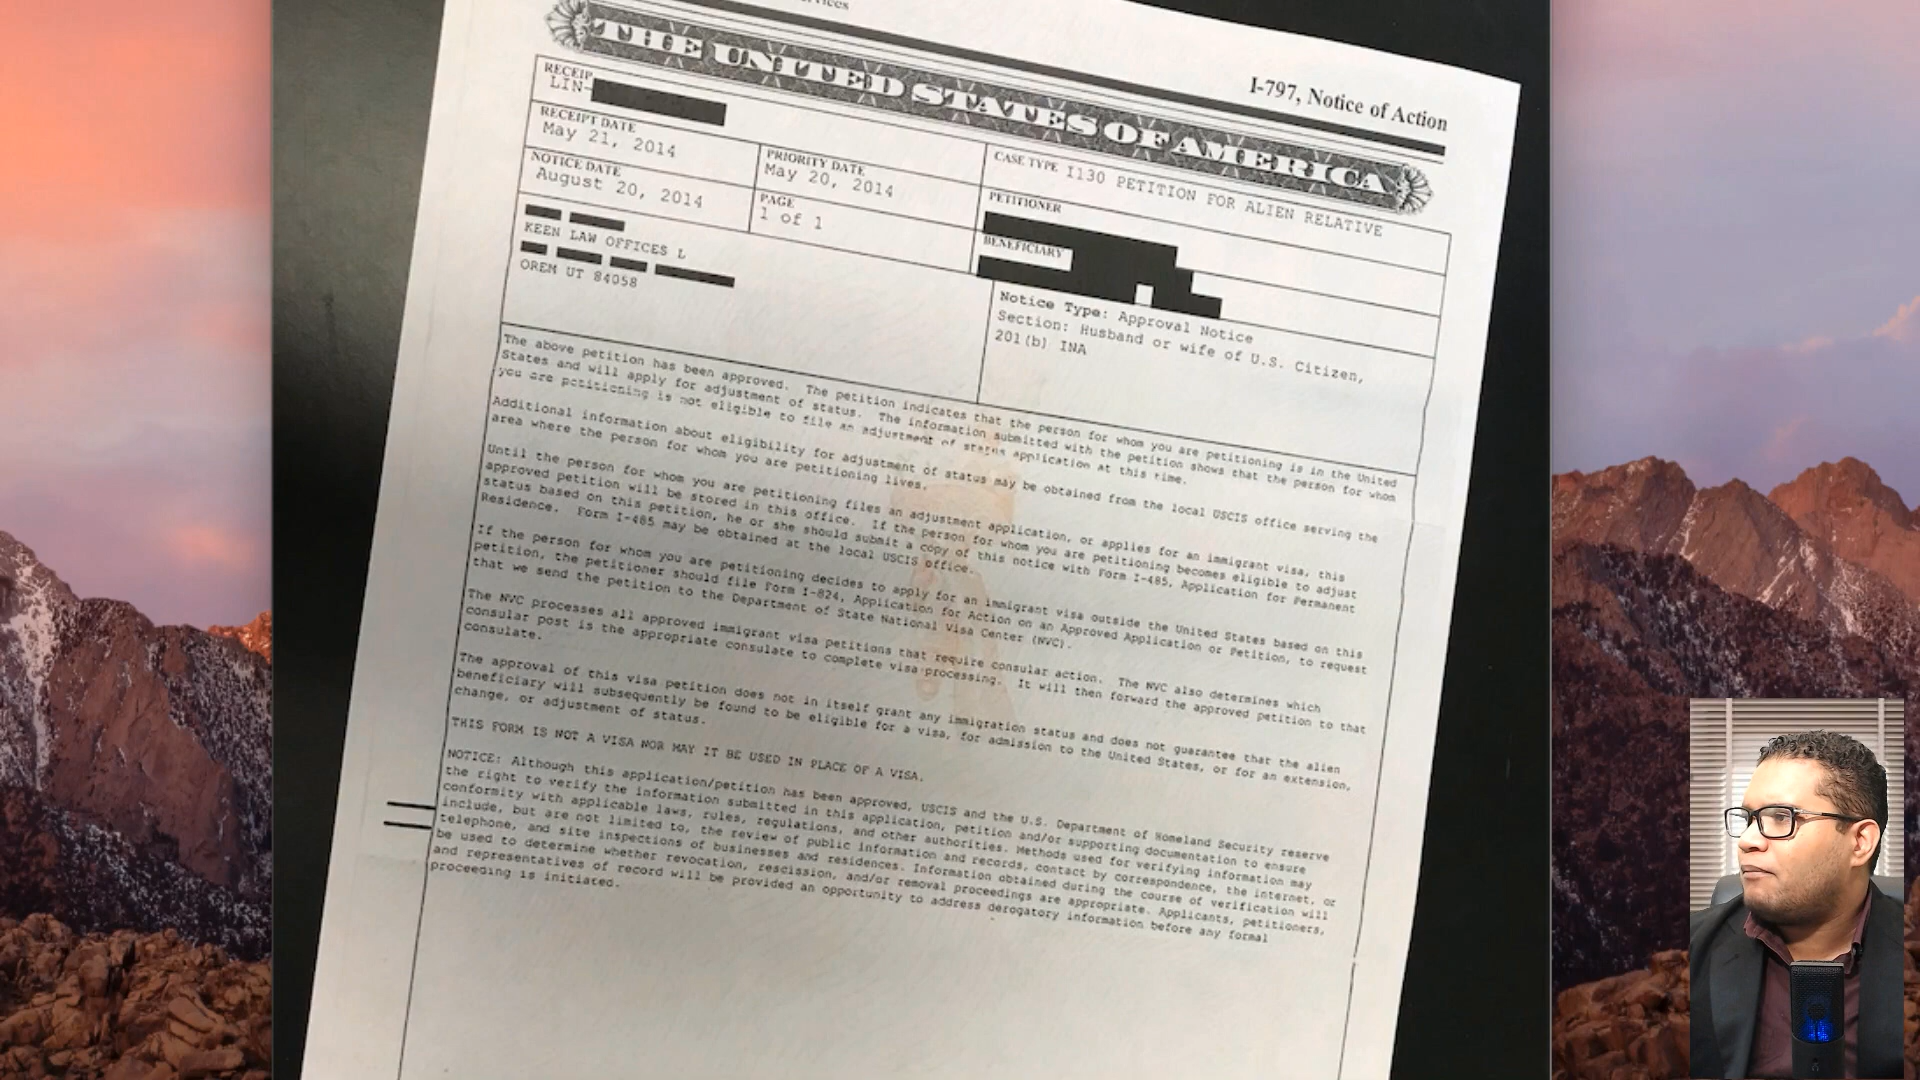 I-797, Notice of Action
THE UNITED STATES OF AMERICA
RECEIP
LIN-
CASE TYPE I130 PETITION FOR ALIEN RELATIVE
RECEIPT DATE
May 21, 2014
PRIORITY DATE
May 20, 2014
PETITIONER
NOTICE DATE
August 20, 2014
PAGE
1 of 1
BENEFICIARY
KEEN LAW OFFICES L
OREM UT 84058
Notice Type: Approval Notice
Section: Husband or wife of U.S. Citizen,
201(b) INA
The above petition has been approved. The petition indicates that the person for whom you are petitioning is in the United
States and will apply for adjustment of status. The information submitted with the petition shows that the person for whom
you are petitioning is not eligible to file an adjustment of status application at this time.
Additional information about eligibility for adjustment of status may be obtained from the local USCIS office serving the
area where the person for whom you are petitioning lives.
Until the person for whom you are petitioning files an adjustment application, or applies for an immigrant visa, this
approved petition will be stored in this office. If the person for whom you are petitioning becomes eligible to adjust
status based on this petition, he or she should submit a copy of this notice with Form I-485, Application for Permanent
Residence. Form I-485 may be obtained at the local USCIS office.
If the person for whom you are petitioning decides to apply for an immigrant visa outside the United States based on this
petition, the petitioner should file Form I-824, Application for Action on an Approved Application or Petition, to request
that we send the petition to the Department of State National Visa Center (NVC).
The NVC processes all approved immigrant visa petitions that require consular action. The NVC also determines which
consular post is the appropriate consulate to complete visa processing. It will then forward the approved petition to that
consulate.
The approval of this visa petition does not in itself grant any immigration status and does not guarantee that the alien
beneficiary will subsequently be found to be eligible for a visa, for admission to the United States, or for an extension,
change, or adjustment of status.
THIS FORM IS NOT A VISA NOR MAY IT BE USED IN PLACE OF A VISA.
NOTICE: Although this application/petition has been approved, USCIS and the U.S. Department of Homeland Security reserve
the right to verify the information submitted in this application, petition and/or supporting documentation to ensure
conformity with applicable laws, rules, regulations, and other authorities. Methods used for verifying information may
include, but are not limited to, the review of public information and records, contact by correspondence, the internet, or
telephone, and site inspections of businesses and residences. Information obtained during the course of verification will
be used to determine whether revocation, rescission, and/or removal proceedings are appropriate. Applicants, petitioners,
and representatives of record will be provided an opportunity to address derogatory information before any formal
proceeding is initiated.